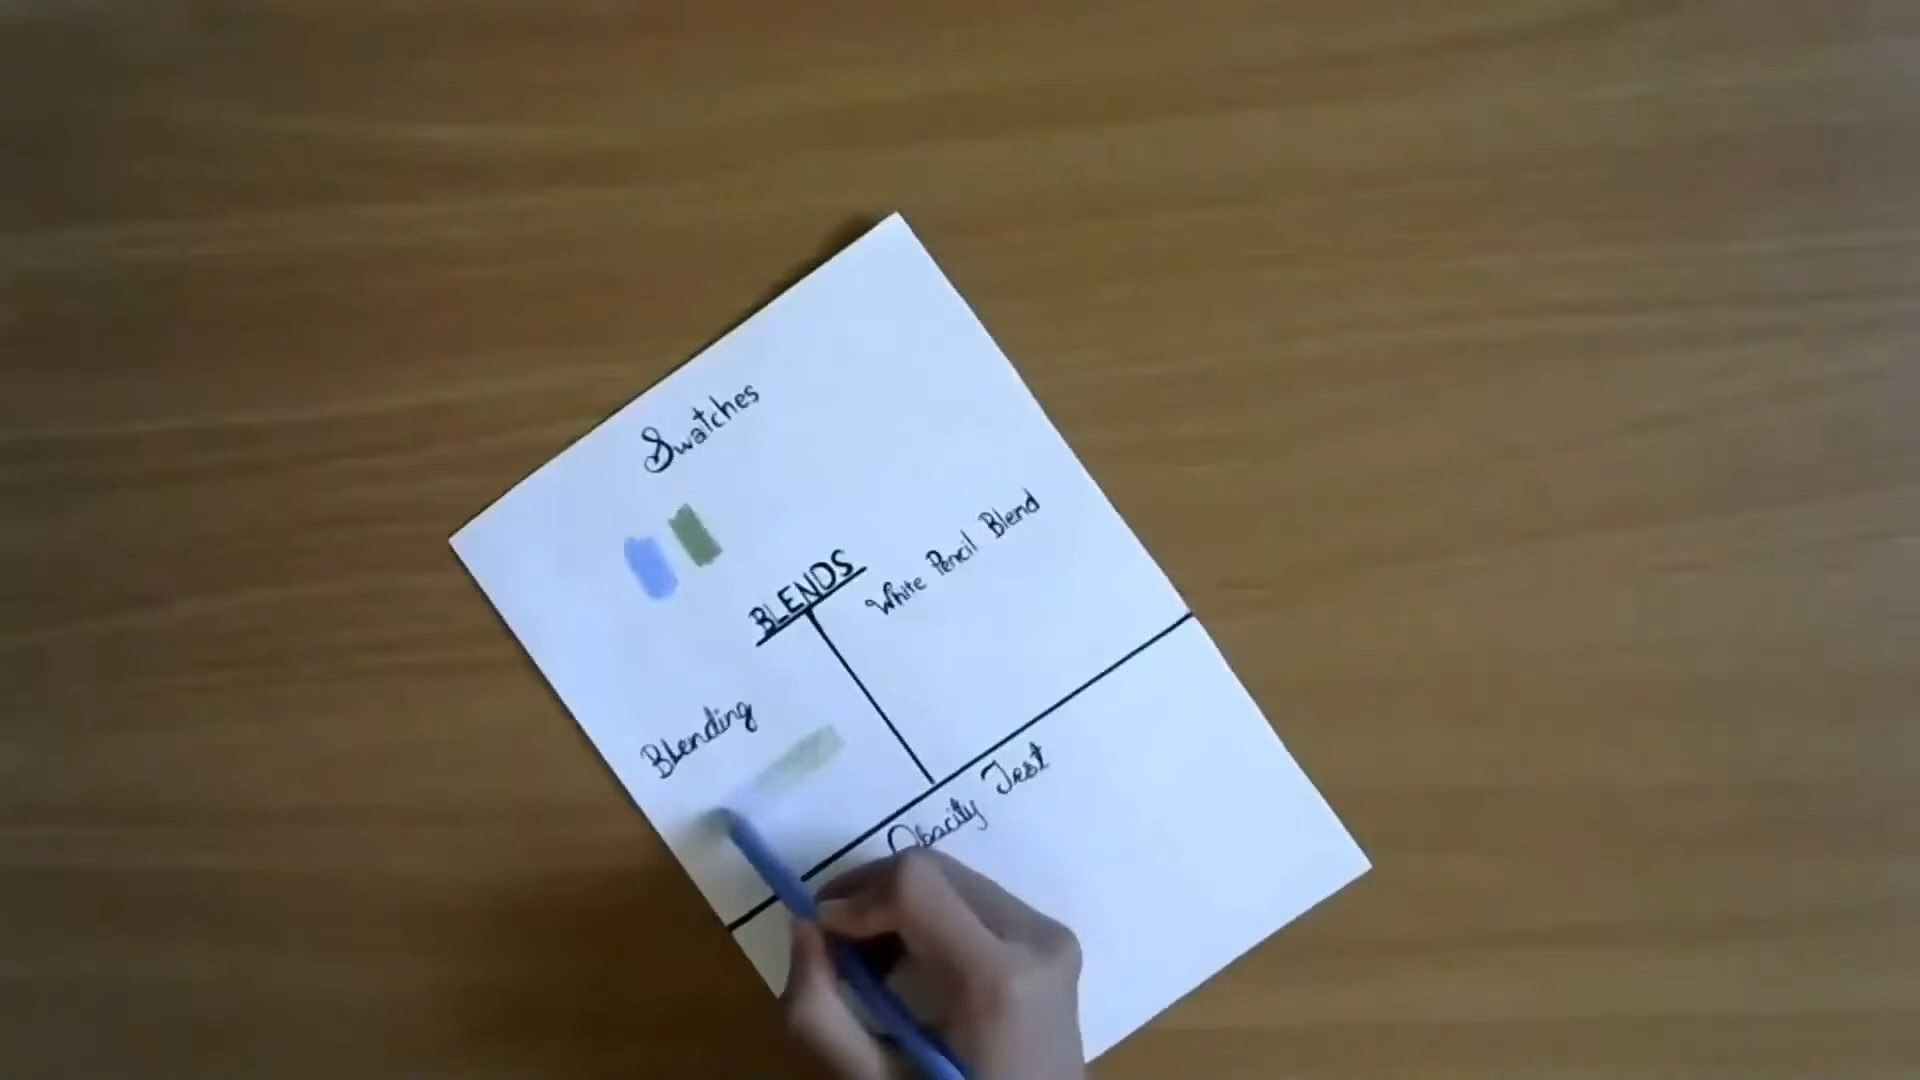 Swatches
BLENDS
White Pencil Blend
Blending
Opacity Test